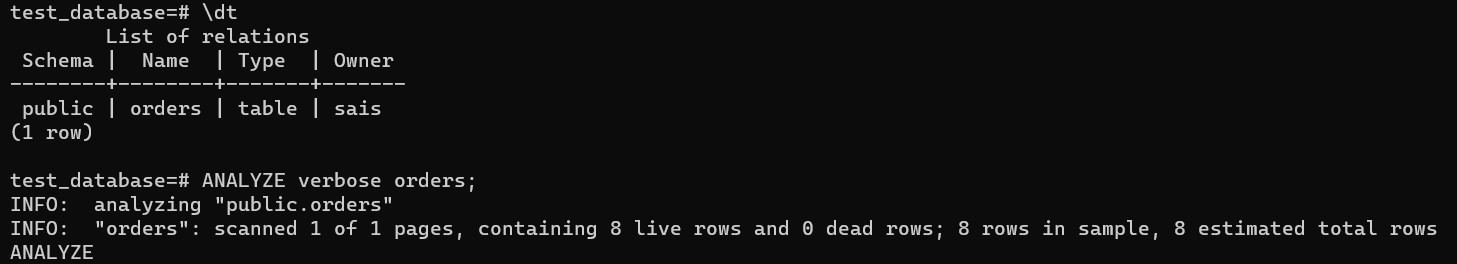 test_database=# \dt
        List of relations
 Schema |  Name  | Type  | Owner
--------+--------+-------+-------
 public | orders | table | sais
(1 row)

test_database=# ANALYZE verbose orders;
INFO:  analyzing "public.orders"
INFO:  "orders": scanned 1 of 1 pages, containing 8 live rows and 0 dead rows; 8 rows in sample, 8 estimated total rows
ANALYZE